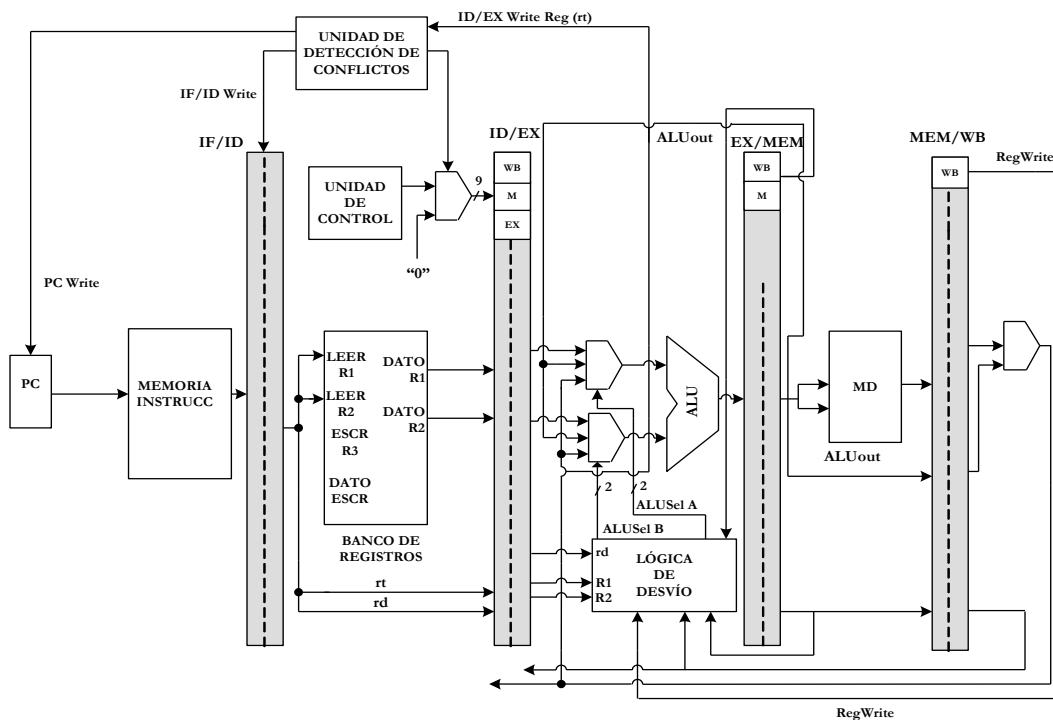 ID/EX Write Reg (rt)
UNIDAD DE
DETECCIÓN DE
CONFLICTOS
IF/ID Write
IF/ID
ID/EX
ALUout
EX/MEM
MEM/WB
RegWrite
WB
M
EX
9
UNIDAD
DE
CONTROL
“0”
WB
M
WB
PC Write
PC
MEMORIA
INSTRUCC
LEER
R1
LEER
R2
ESCR
R3
DATO
ESCR
DATO
R1
DATO
R2
BANCO DE
REGISTROS
ALU
MD
ALUout
2
2
ALUSel A
ALUSel B
rd
R1
R2
LÓGICA
DE
DESVÍO
rt
rd
RegWrite